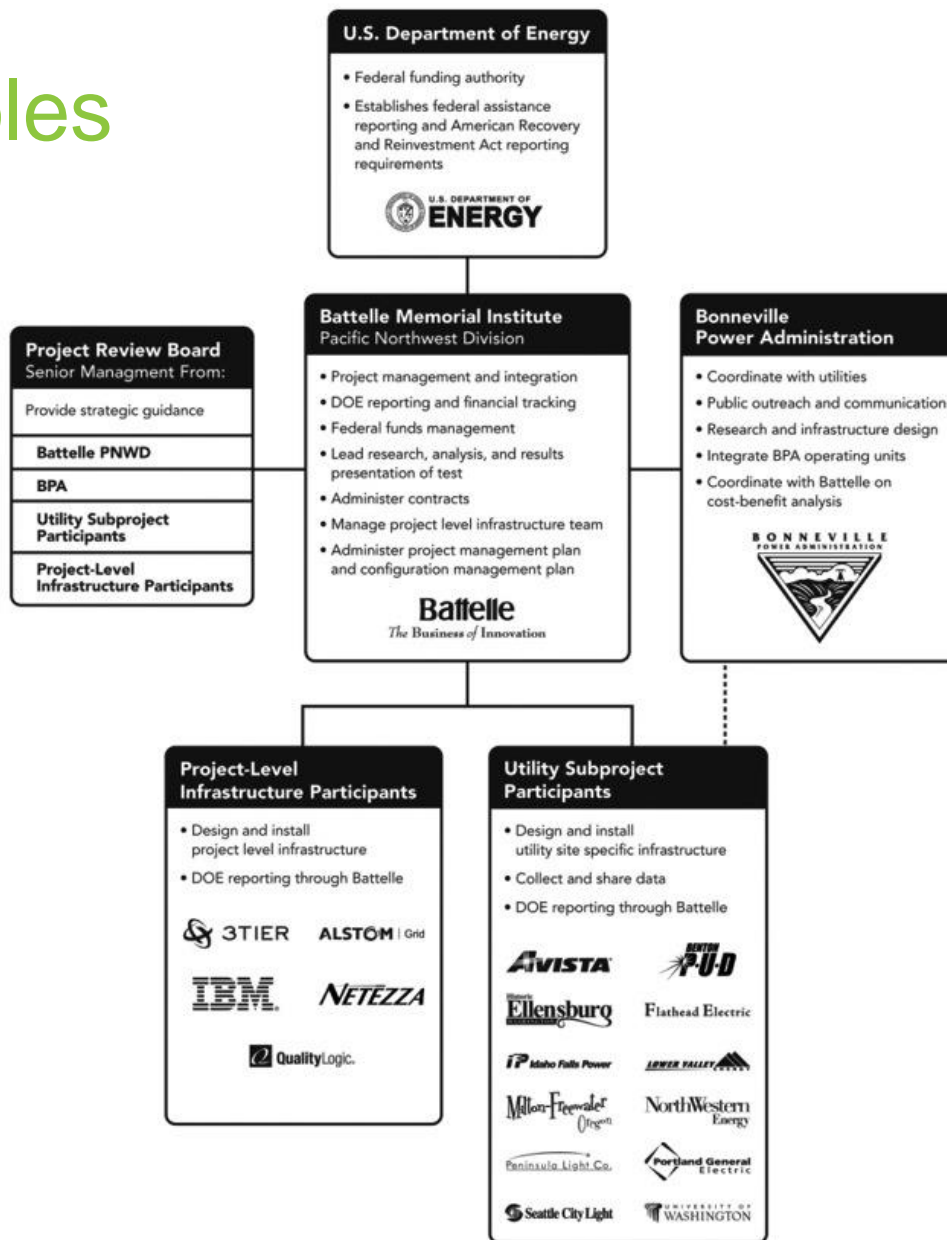 oles
U.S. Department of Energy
• Federal funding authority
• Establishes federal assistance
reporting and American Recovery
and Reinvestment Act reporting
requirements
U.S. DEPARTMENT OF
ENERGY
Project Review Board
Senior Managment From:
Provide strategic guidance
Battelle PNWD
BPA
Utility Subproject
Participants
Project-Level
Infrastructure Participants
Battelle Memorial Institute
Pacific Northwest Division
• Project management and integration
• DOE reporting and financial tracking
• Federal funds management
• Lead research, analysis, and results
presentation of test
• Administer contracts
• Manage project level infrastructure team
• Administer project management plan
and configuration management plan
Battelle
The Business of Innovation
Bonneville
Power Administration
• Coordinate with utilities
• Public outreach and communication
• Research and infrastructure design
• Integrate BPA operating units
• Coordinate with Battelle on
cost-benefit analysis
BONNEVILLE
POWER ADMINISTRATION
Project-Level
Infrastructure Participants
• Design and install
project level infrastructure
• DOE reporting through Battelle
3TIER ALSTOM | Grid
IBM. NETEZZA
QualityLogic.
Utility Subproject
Participants
• Design and install
utility site specific infrastructure
• Collect and share data
• DOE reporting through Battelle
AVISTA BENTON
P·U·D
Historic
Ellensburg Flathead Electric
Idaho Falls Power LOWER VALLEY
Milton-Freewater
Oregon
NorthWestern
Energy
Peninsula Light Co. Portland General
Electric
Seattle City Light UNIVERSITY OF
WASHINGTON